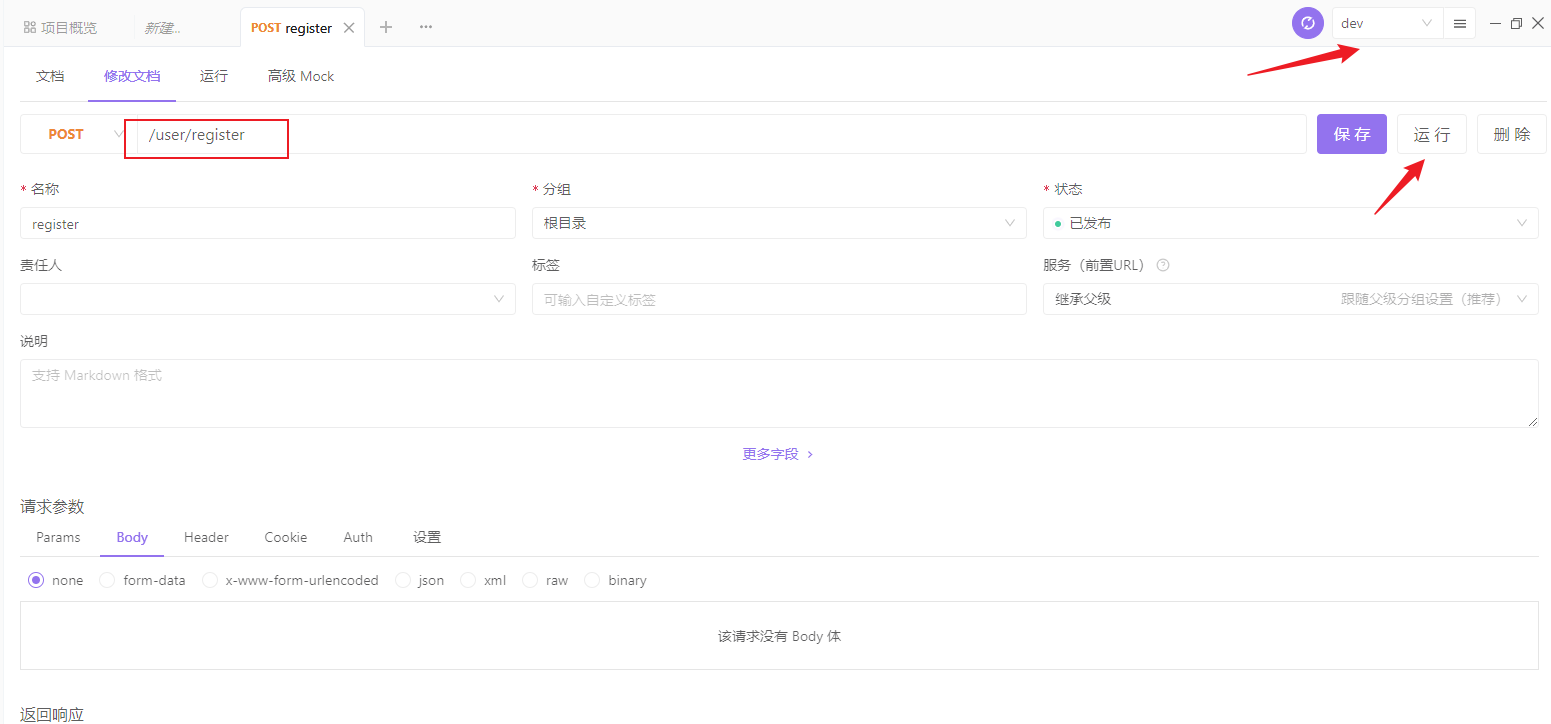 项目概览 新建... POST register dev
文档 修改文档 运行 高级 Mock
POST /user/register 保 存 运 行 删 除
* 名称 * 分组 * 状态
register 根目录 已发布
责任人 标签 服务（前置URL）
可输入自定义标签 继承父级 跟随父级分组设置（推荐）
说明
支持 Markdown 格式
更多字段
请求参数
Params Body Header Cookie Auth 设置
none form-data x-www-form-urlencoded json xml raw binary
该请求没有 Body 体
返回响应